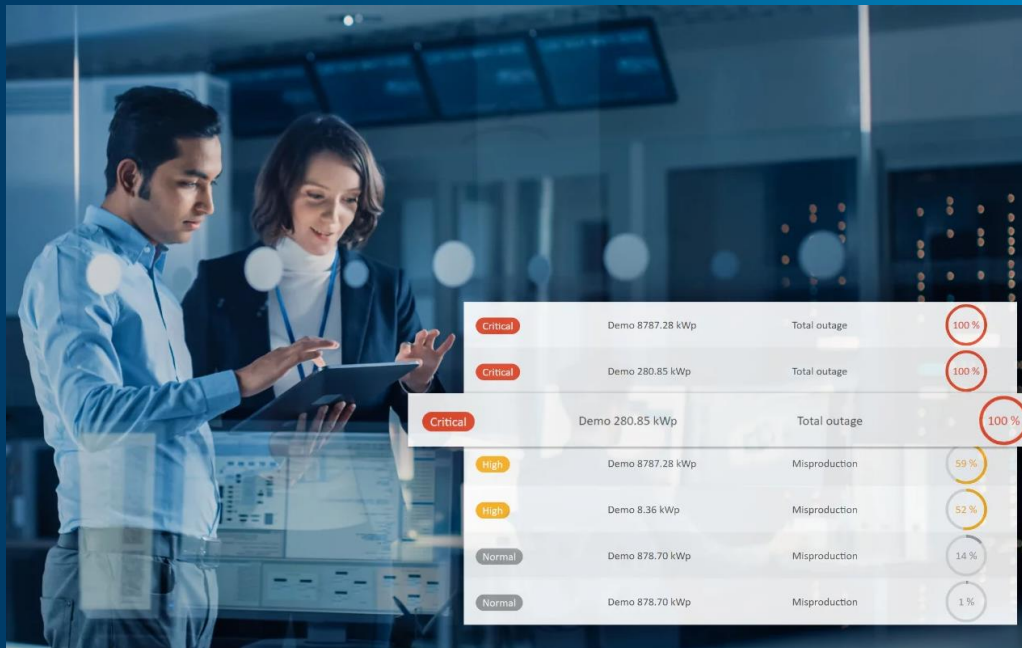 Critical Demo 8787.28 kWp Total outage 100 %
Critical Demo 280.85 kWp Total outage 100 %
Critical Demo 280.85 kWp Total outage 100 %
High Demo 8787.28 kWp Misproduction 59 %
High Demo 8.36 kWp Misproduction 52 %
Normal Demo 878.70 kWp Misproduction 14 %
Normal Demo 878.70 kWp Misproduction 1 %